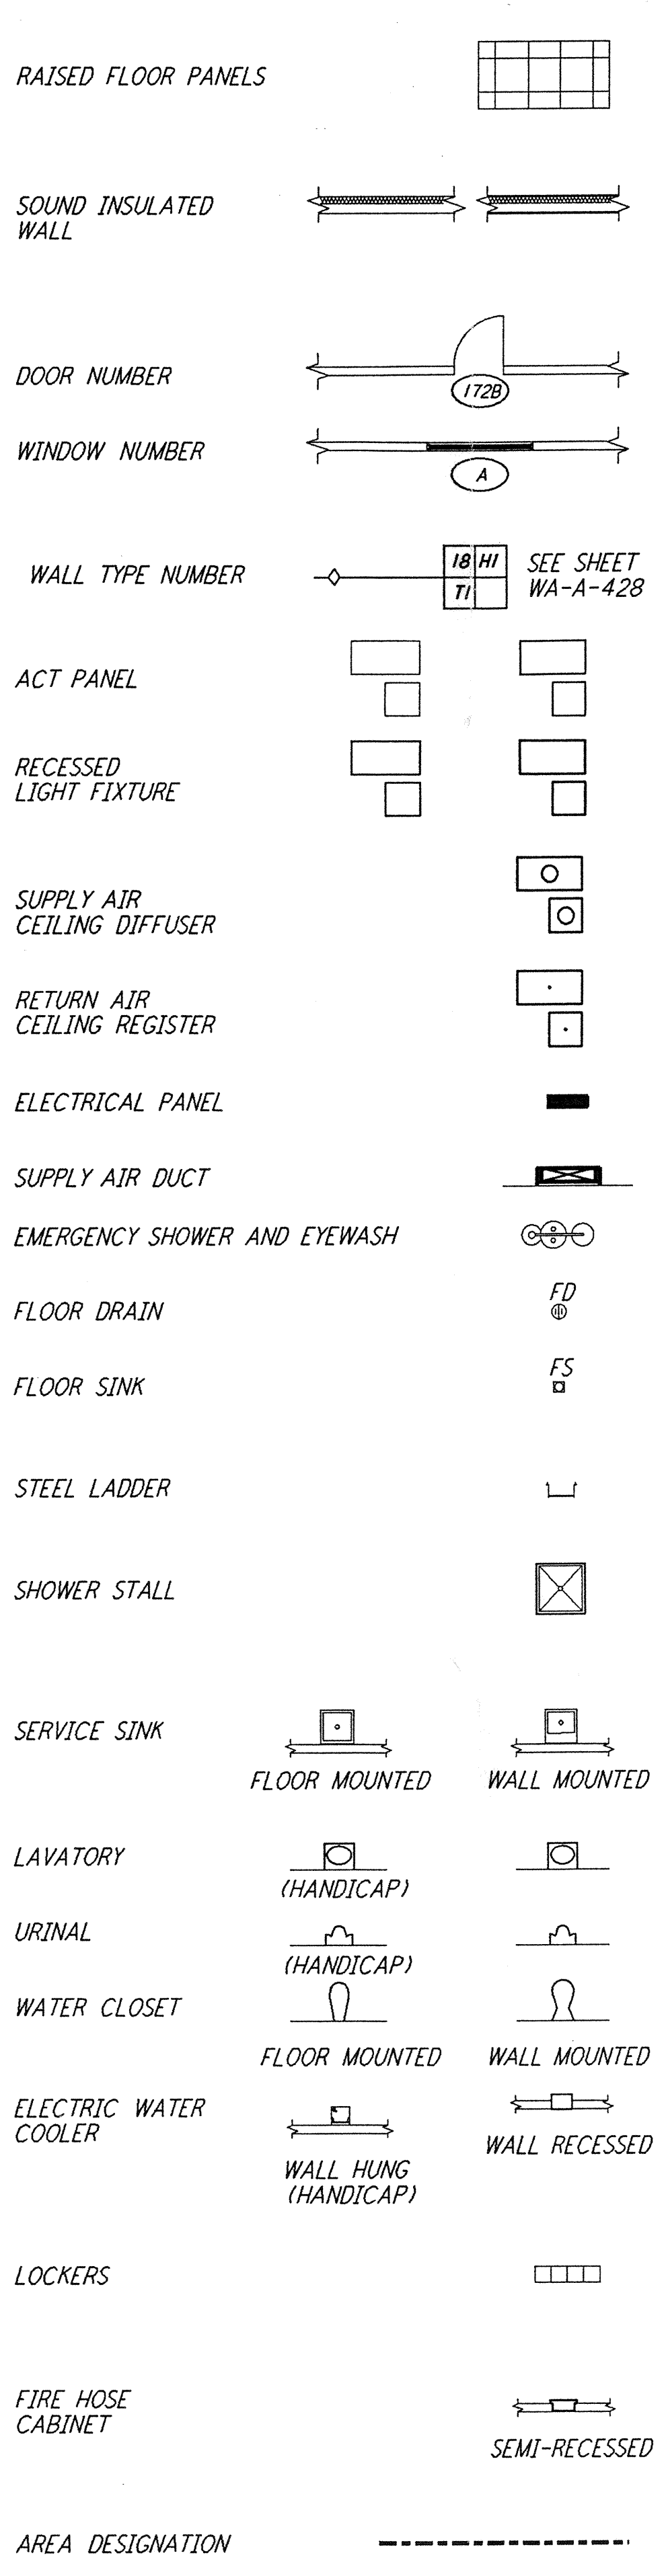 RAISED FLOOR PANELS
SOUND INSULATED
WALL
DOOR NUMBER
172B
WINDOW NUMBER
A
WALL TYPE NUMBER
18 H1
T1
SEE SHEET
WA-A-428
ACT PANEL
RECESSED
LIGHT FIXTURE
SUPPLY AIR
CEILING DIFFUSER
RETURN AIR
CEILING REGISTER
ELECTRICAL PANEL
SUPPLY AIR DUCT
EMERGENCY SHOWER AND EYEWASH
FLOOR DRAIN
FD
FLOOR SINK
FS
STEEL LADDER
SHOWER STALL
SERVICE SINK
FLOOR MOUNTED
WALL MOUNTED
LAVATORY
(HANDICAP)
URINAL
(HANDICAP)
WATER CLOSET
FLOOR MOUNTED
WALL MOUNTED
ELECTRIC WATER
COOLER
WALL HUNG
(HANDICAP)
WALL RECESSED
LOCKERS
FIRE HOSE
CABINET
SEMI-RECESSED
AREA DESIGNATION